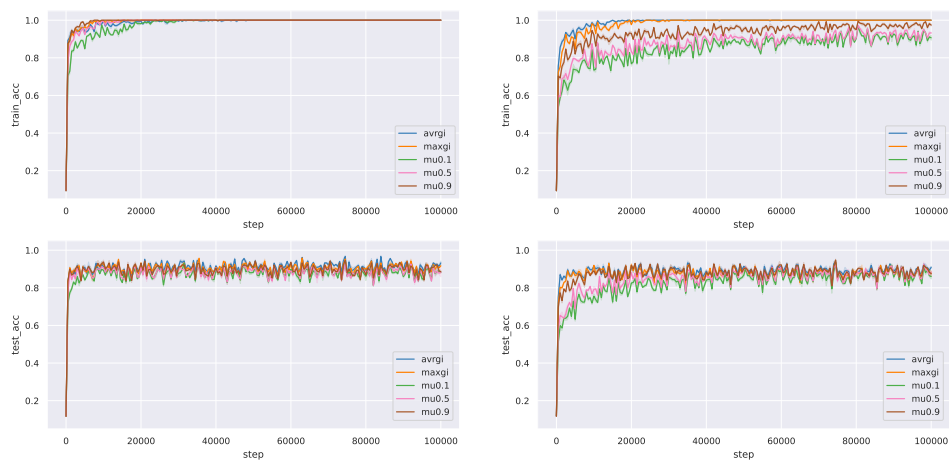 1.0
0.8
0.6
0.4
0.2
train_acc
0
20000
40000
60000
80000
100000
step
avrgi
maxgi
mu0.1
mu0.5
mu0.9
1.0
0.8
0.6
0.4
0.2
train_acc
0
20000
40000
60000
80000
100000
step
avrgi
maxgi
mu0.1
mu0.5
mu0.9
1.0
0.8
0.6
0.4
0.2
test_acc
0
20000
40000
60000
80000
100000
step
avrgi
maxgi
mu0.1
mu0.5
mu0.9
1.0
0.8
0.6
0.4
0.2
test_acc
0
20000
40000
60000
80000
100000
step
avrgi
maxgi
mu0.1
mu0.5
mu0.9